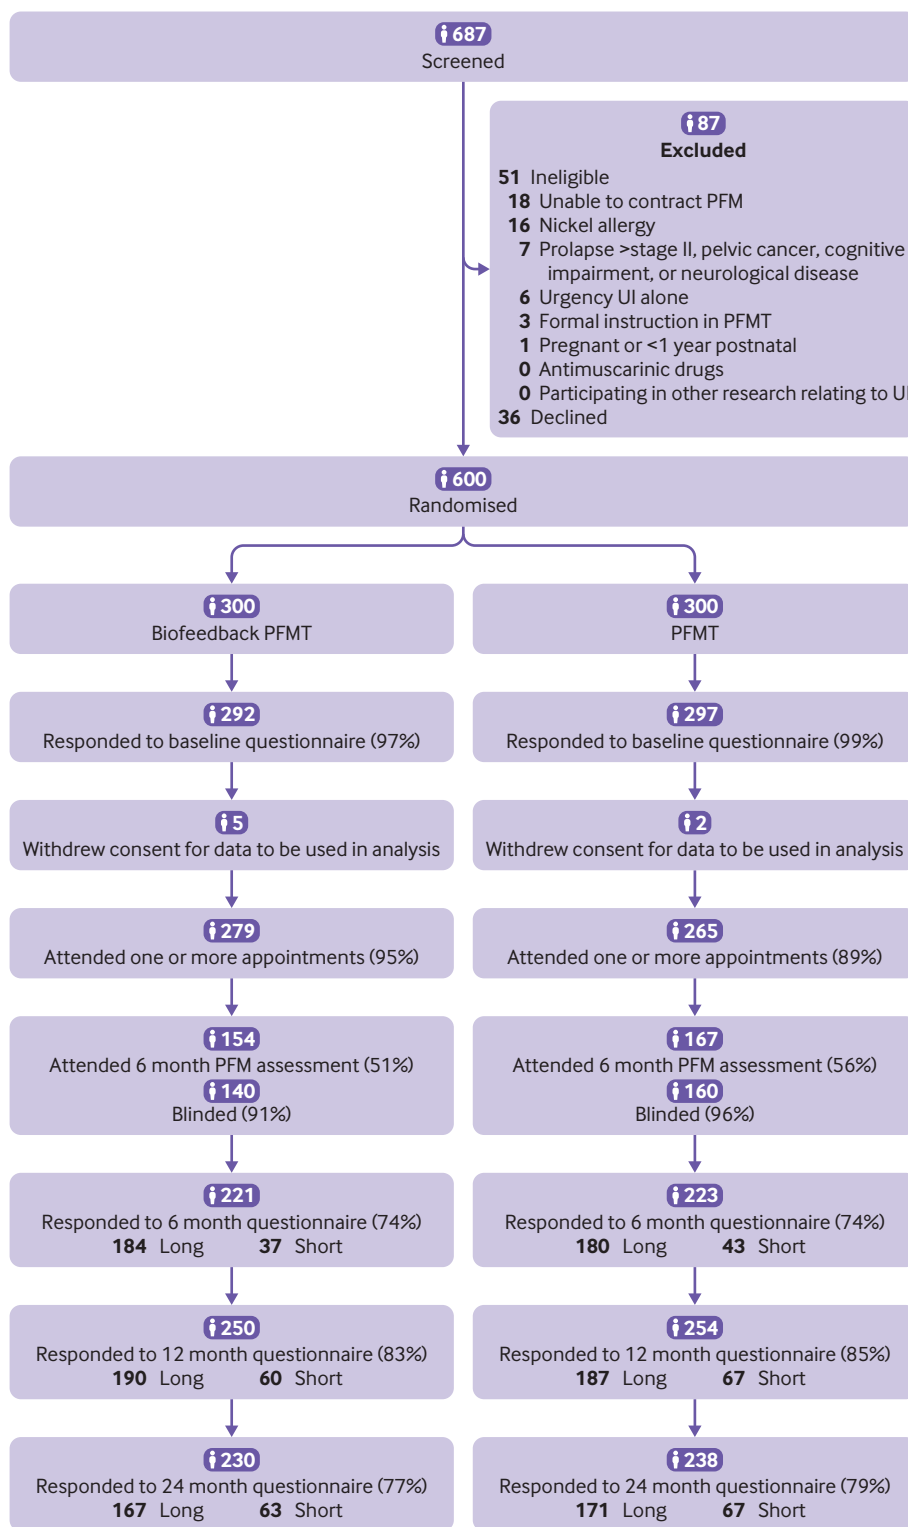 687
Screened
87
Excluded
51 Ineligible
18 Unable to contract PFM
16 Nickel allergy
7 Prolapse >stage II, pelvic cancer, cognitive
impairment, or neurological disease
6 Urgency UI alone
3 Formal instruction in PFMT
1 Pregnant or <1 year postnatal
0 Antimuscarinic drugs
0 Participating in other research relating to UI
36 Declined
600
Randomised
300
Biofeedback PFMT
292
Responded to baseline questionnaire (97%)
5
Withdrew consent for data to be used in analysis
279
Attended one or more appointments (95%)
154
Attended 6 month PFM assessment (51%)
140
Blinded (91%)
221
Responded to 6 month questionnaire (74%)
184 Long 37 Short
250
Responded to 12 month questionnaire (83%)
190 Long 60 Short
230
Responded to 24 month questionnaire (77%)
167 Long 63 Short
300
PFMT
297
Responded to baseline questionnaire (99%)
2
Withdrew consent for data to be used in analysis
265
Attended one or more appointments (89%)
167
Attended 6 month PFM assessment (56%)
160
Blinded (96%)
223
Responded to 6 month questionnaire (74%)
180 Long 43 Short
254
Responded to 12 month questionnaire (85%)
187 Long 67 Short
238
Responded to 24 month questionnaire (79%)
171 Long 67 Short